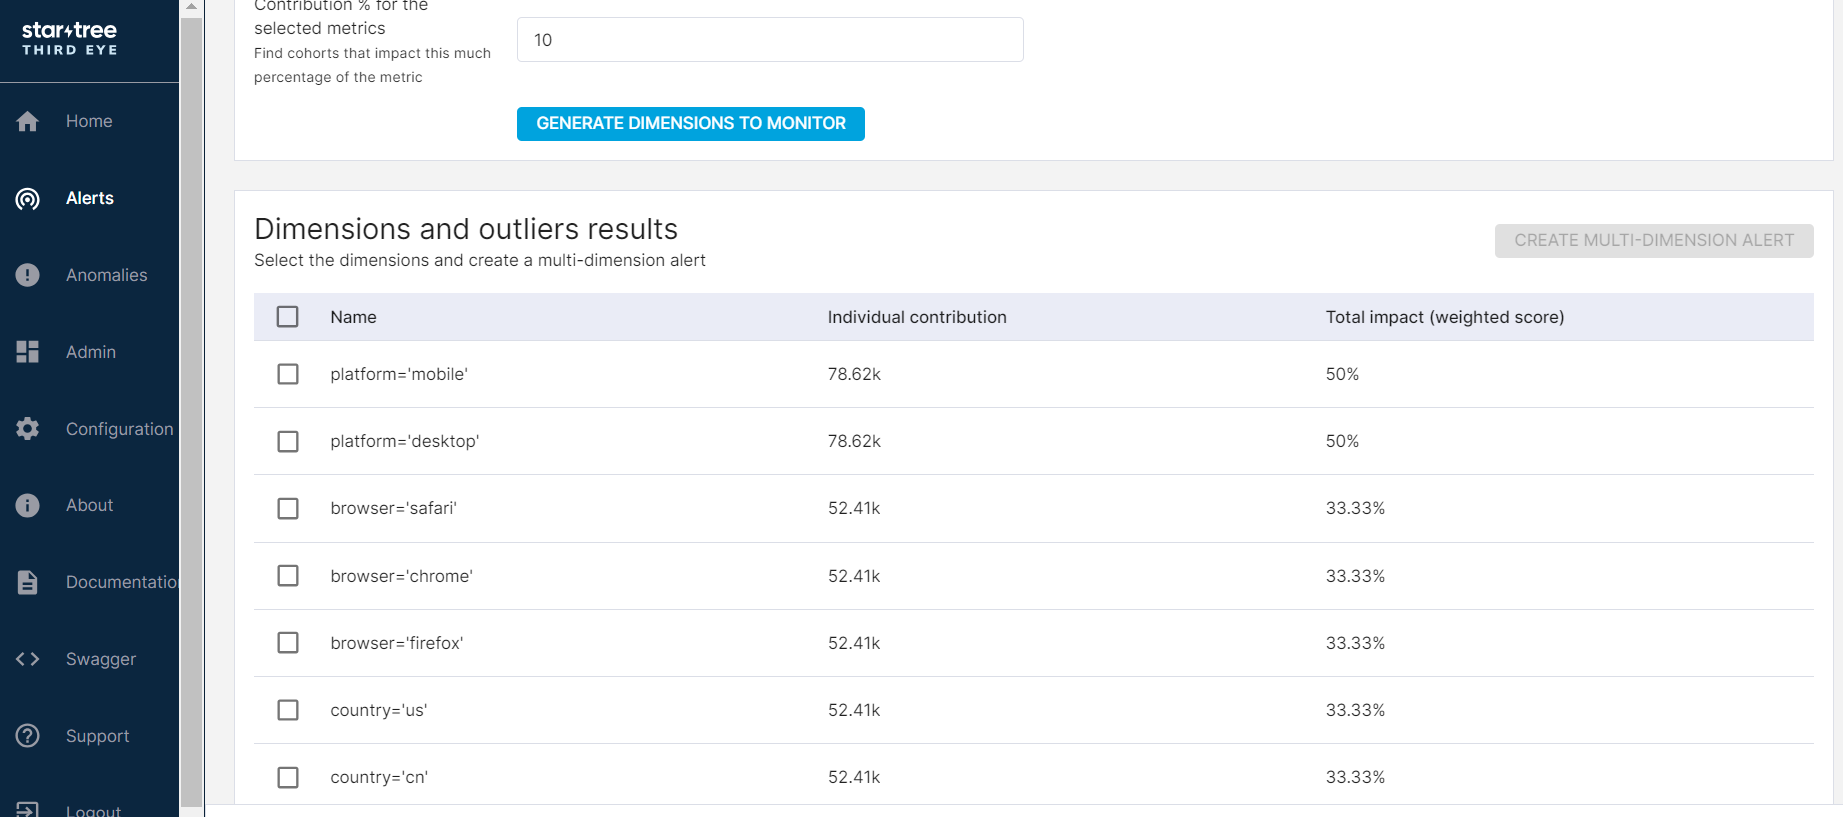 star tree
THIRD EYE
Home
Alerts
Anomalies
Admin
Configuration
About
Documentation
Swagger
Support
Logout
Contribution % for the
selected metrics
Find cohorts that impact this much
percentage of the metric
10
GENERATE DIMENSIONS TO MONITOR
Dimensions and outliers results
Select the dimensions and create a multi-dimension alert
CREATE MULTI-DIMENSION ALERT
Name Individual contribution Total impact (weighted score)
platform='mobile' 78.62k 50%
platform='desktop' 78.62k 50%
browser='safari' 52.41k 33.33%
browser='chrome' 52.41k 33.33%
browser='firefox' 52.41k 33.33%
country='us' 52.41k 33.33%
country='cn' 52.41k 33.33%